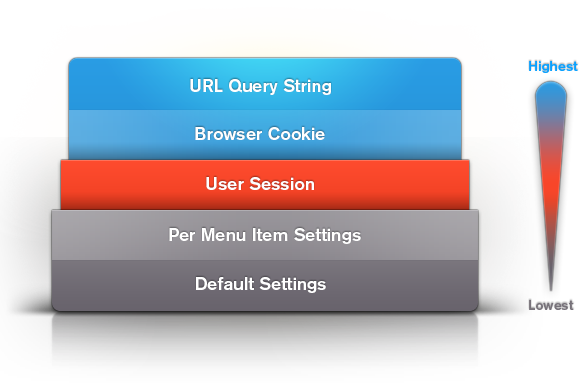 Highest
URL Query String
Browser Cookie
User Session
Per Menu Item Settings
Default Settings
Lowest